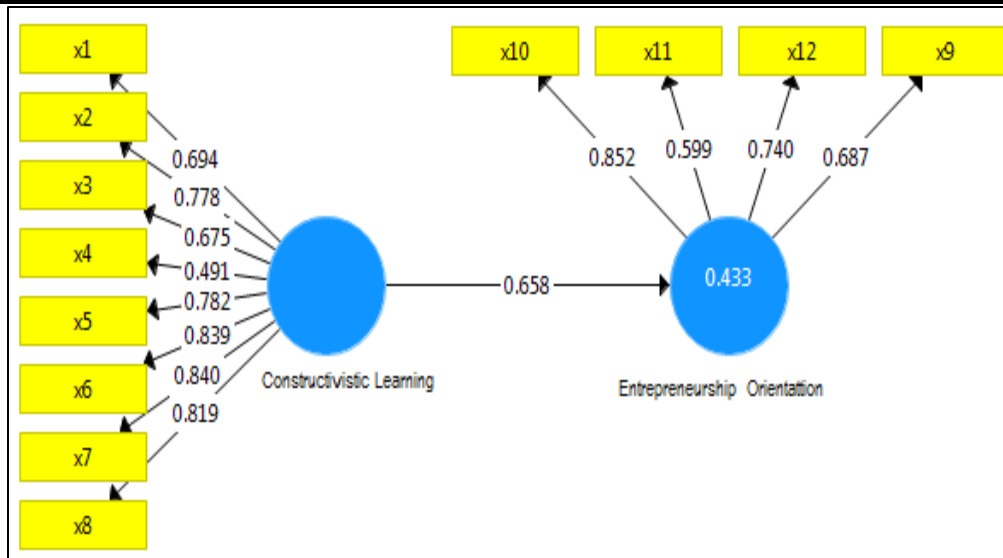 x1
x2
x3
x4
x5
x6
x7
x8
0.694
0.778
0.675
0.491
0.782
0.839
0.840
0.819
Constructivistic Learning
0.658
x10
x11
x12
x9
0.852
0.599
0.740
0.687
0.433
Entrepreneurship Orientattion